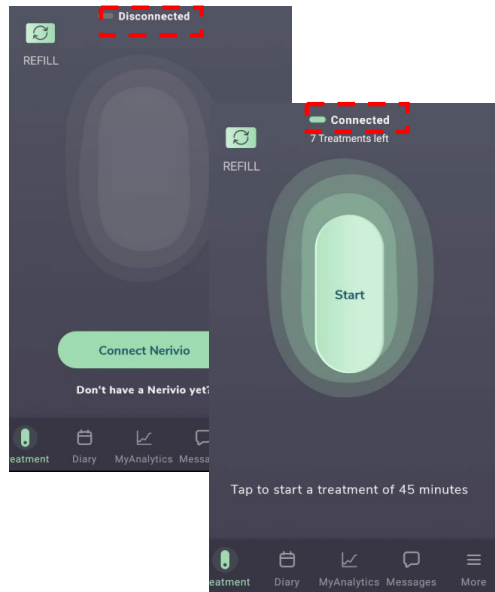 Disconnected
REFILL
Connect Nerivio
Don't have a Nerivio yet?
eatment Diary MyAnalytics Messa
Connected
7 Treatments left
REFILL
Start
Tap to start a treatment of 45 minutes
eatment Diary MyAnalytics Messages More